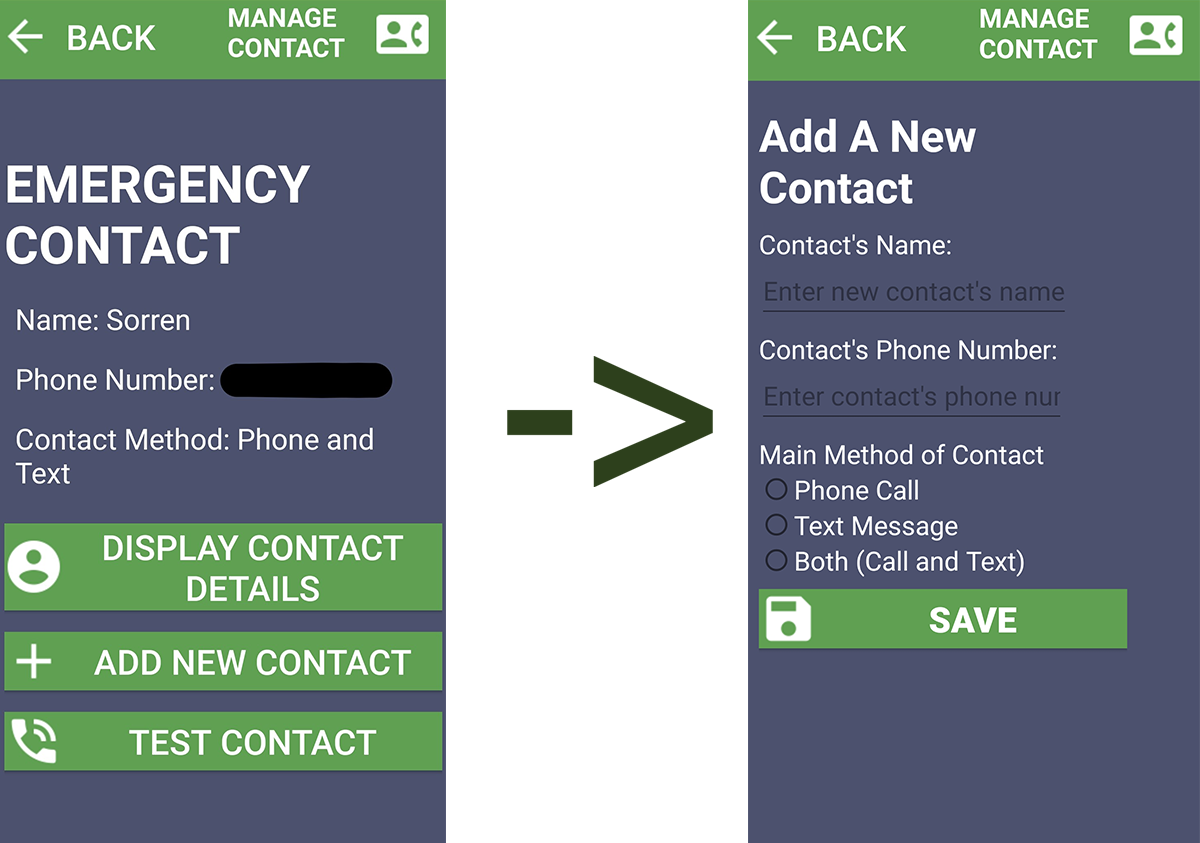 BACK
MANAGE
CONTACT
EMERGENCY
CONTACT
Name: Sorren
Phone Number:
Contact Method: Phone and
Text
DISPLAY CONTACT
DETAILS
ADD NEW CONTACT
TEST CONTACT
->
BACK
MANAGE
CONTACT
Add A New
Contact
Contact's Name:
Enter new contact's name
Contact's Phone Number:
Enter contact's phone nur
Main Method of Contact
Phone Call
Text Message
Both (Call and Text)
SAVE